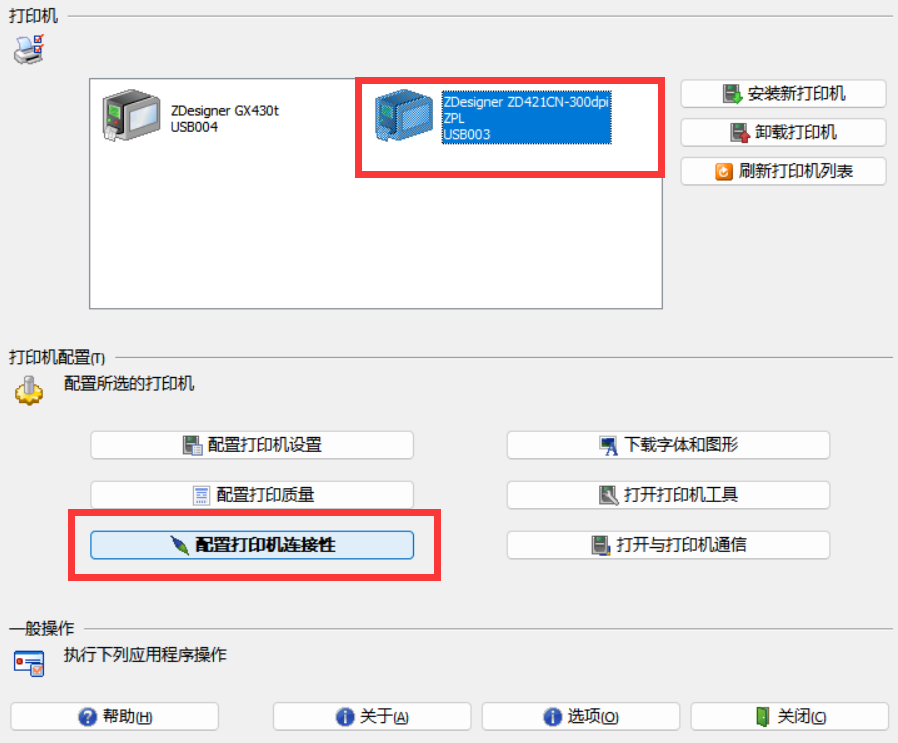 打印机
ZDesigner GX430t
USB004
ZDesigner ZD421CN-300dpi
ZPL
USB003
安装新打印机
卸载打印机
刷新打印机列表
打印机配置(T)
配置所选的打印机
配置打印机设置
下载字体和图形
配置打印质量
打开打印机工具
配置打印机连接性
打开与打印机通信
一般操作
执行下列应用程序操作
帮助(H)
关于(A)
选项(O)
关闭(C)